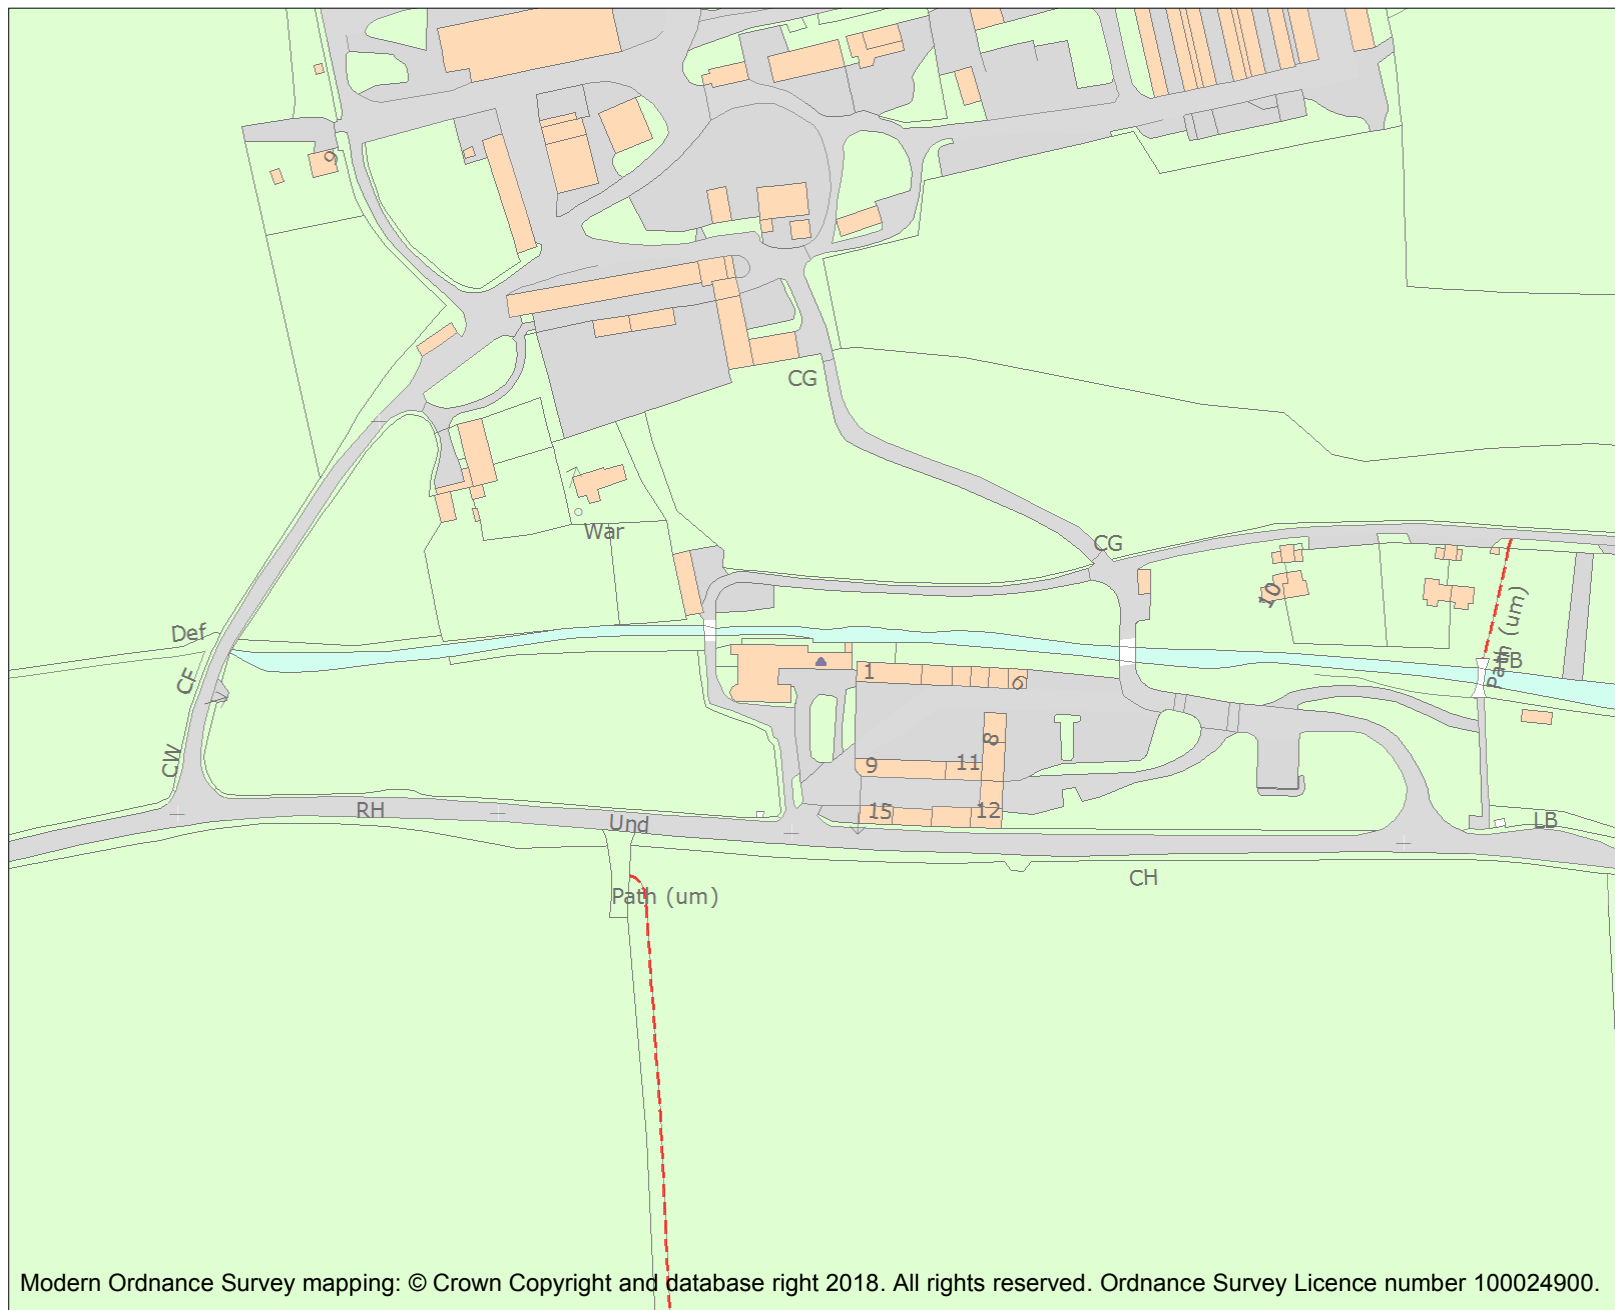 9
CG
War
CG
10
Def
Path (um)
FB
CF
1
6
CW
8
9
11
RH
Und
15
12
LB
CH
Path (um)
Modern Ordnance Survey mapping: © Crown Copyright and database right 2018. All rights reserved. Ordnance Survey Licence number 100024900.